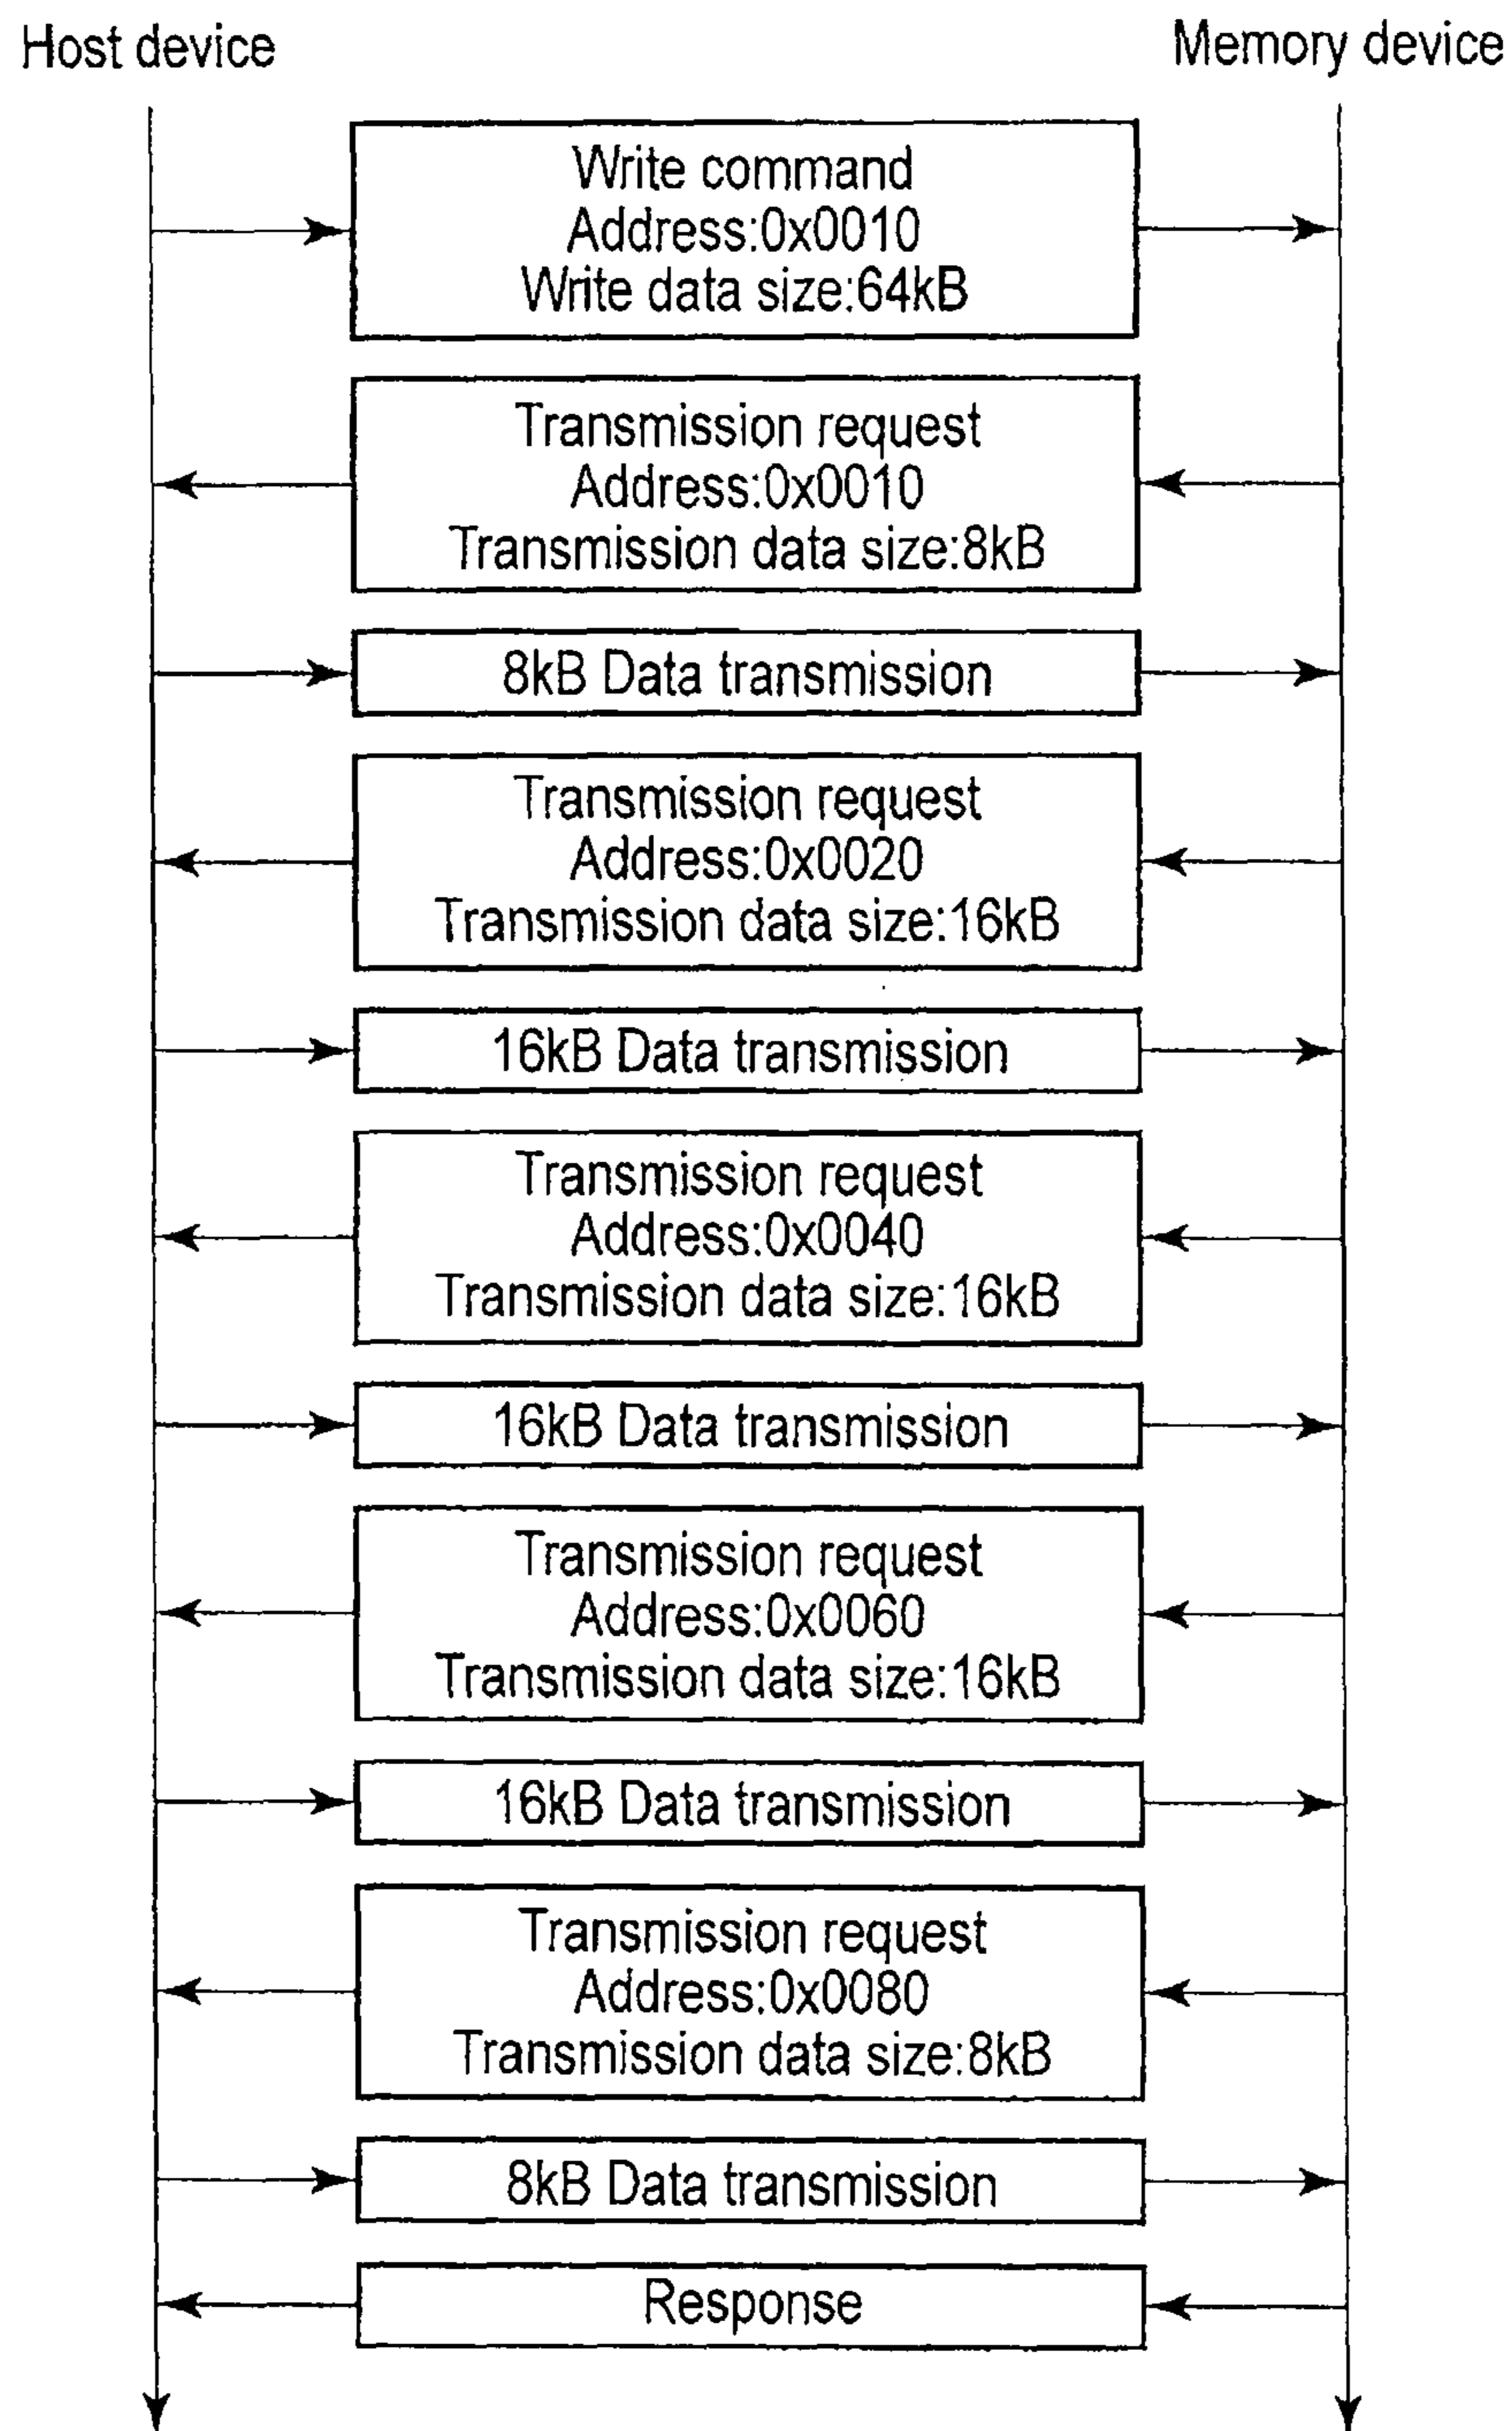 Host device
Memory device
Write command
Address:0x0010
Write data size:64kB
Transmission request
Address:0x0010
Transmission data size:8kB
8kB Data transmission
Transmission request
Address:0x0020
Transmission data size:16kB
16kB Data transmission
Transmission request
Address:0x0040
Transmission data size:16kB
16kB Data transmission
Transmission request
Address:0x0060
Transmission data size:16kB
16kB Data transmission
Transmission request
Address:0x0080
Transmission data size:8kB
8kB Data transmission
Response